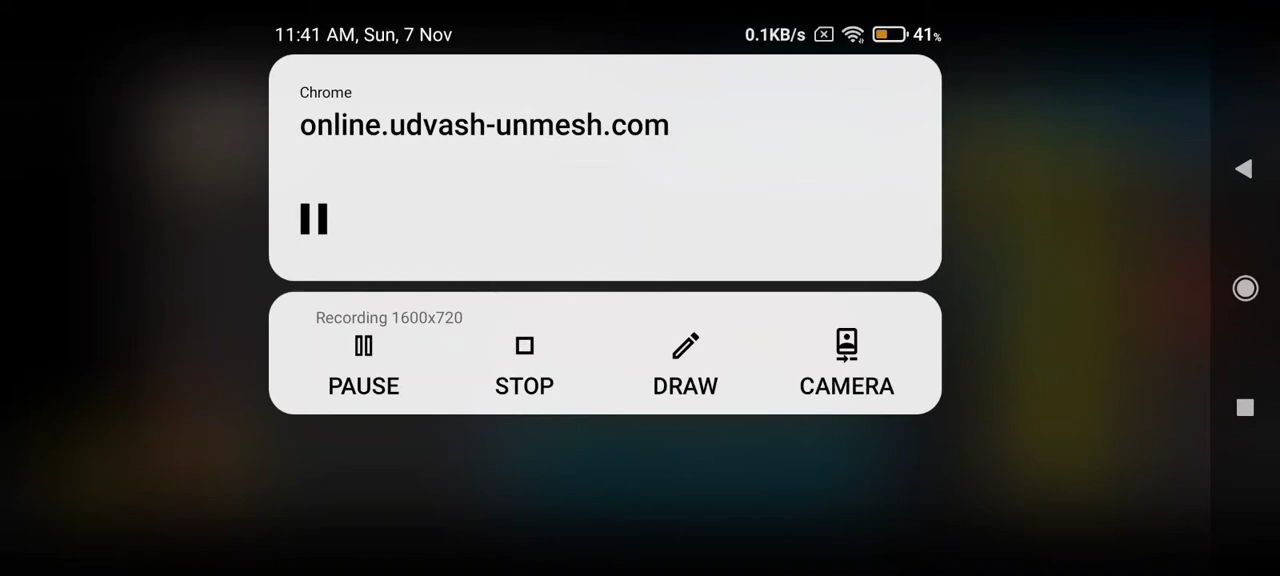 11:41 AM, Sun, 7 Nov 0.1KB/s 41%
Chrome
online.udvash-unmesh.com
Recording 1600x720
PAUSE STOP DRAW CAMERA